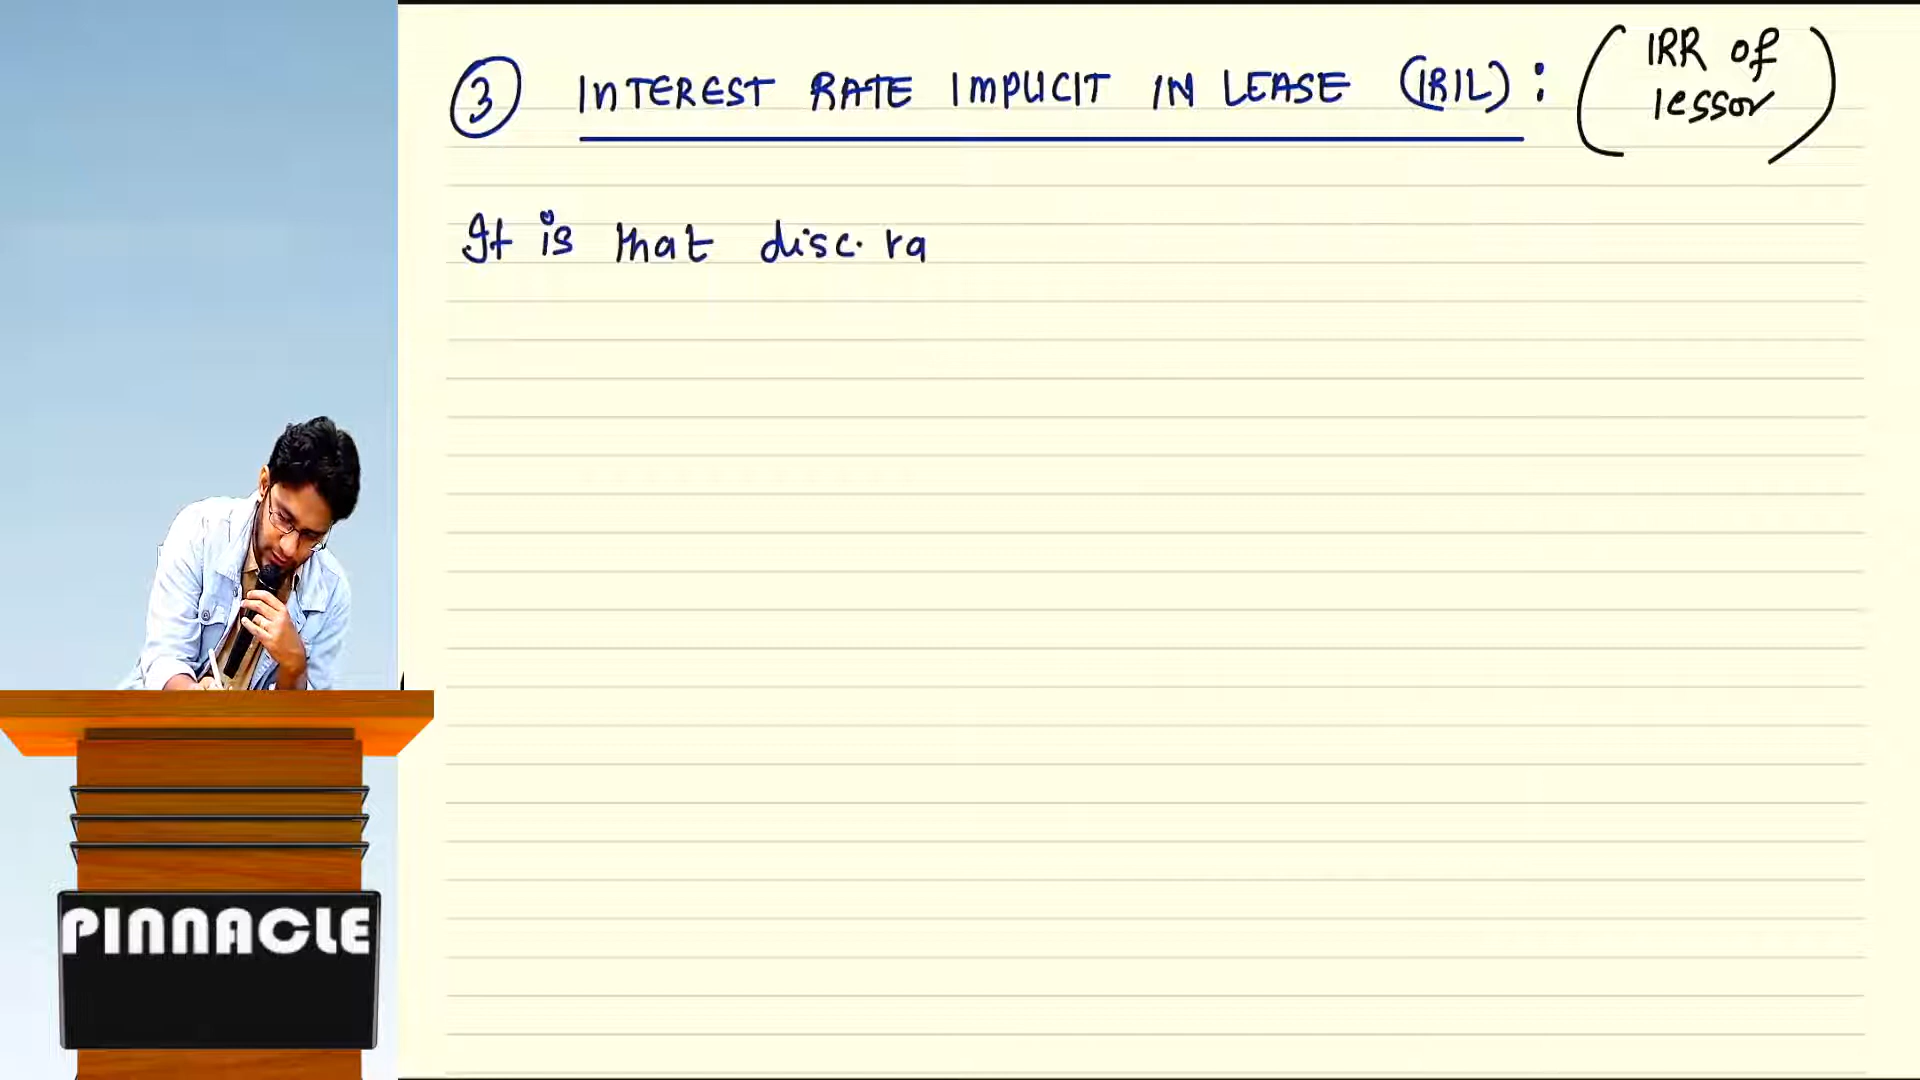 ③ INTEREST RATE IMPLICIT IN LEASE (IRIL) : (IRR of lessor)
It is that disc. ra
PINNACLE